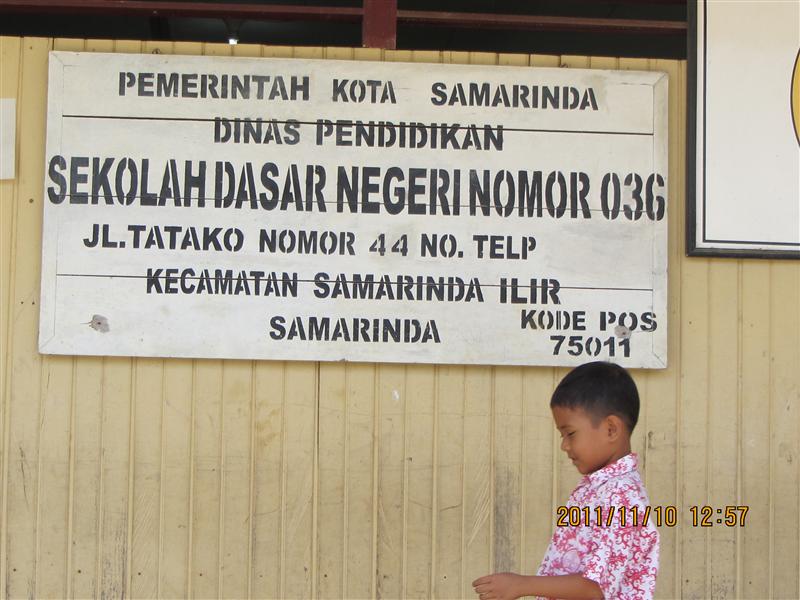 PEMERINTAH KOTA SAMARINDA
DINAS PENDIDIKAN
SEKOLAH DASAR NEGERI NOMOR 036
JL.TATAKO NOMOR 44 NO. TELP
KECAMATAN SAMARINDA ILIR
SAMARINDA
KODE POS
75011
2011/11/10 12:57